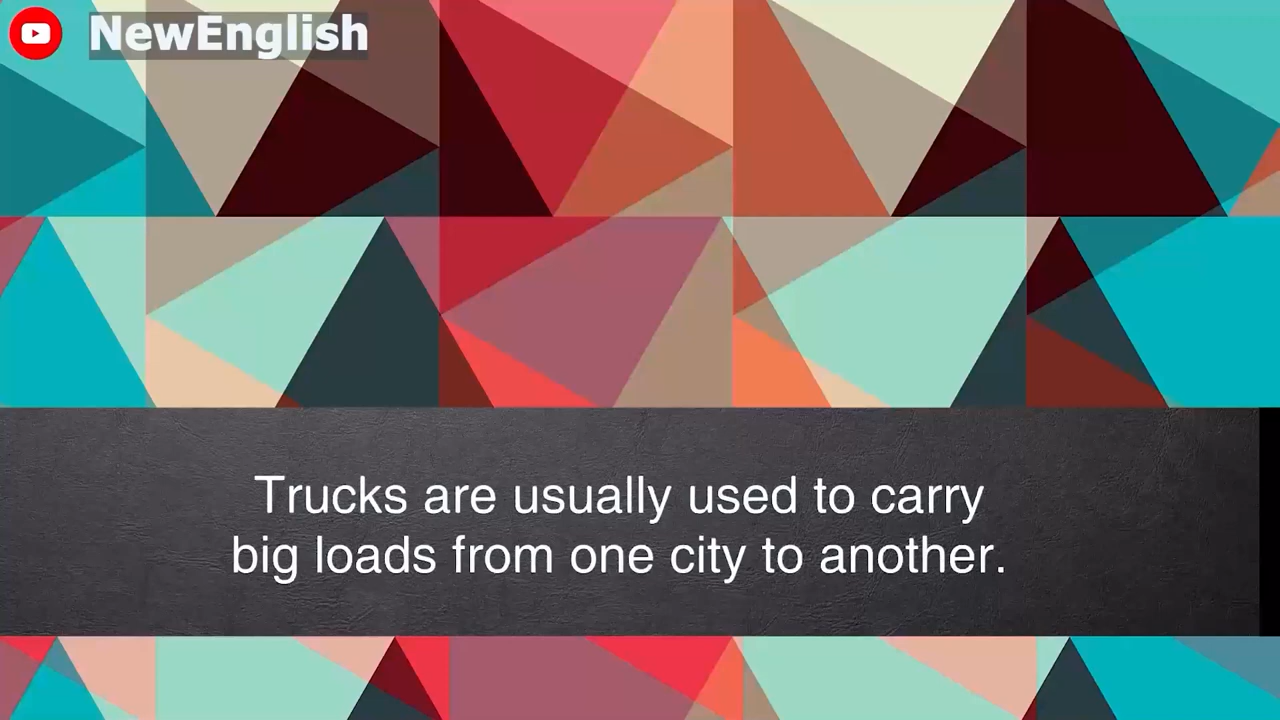 NewEnglish
Trucks are usually used to carry
big loads from one city to another.